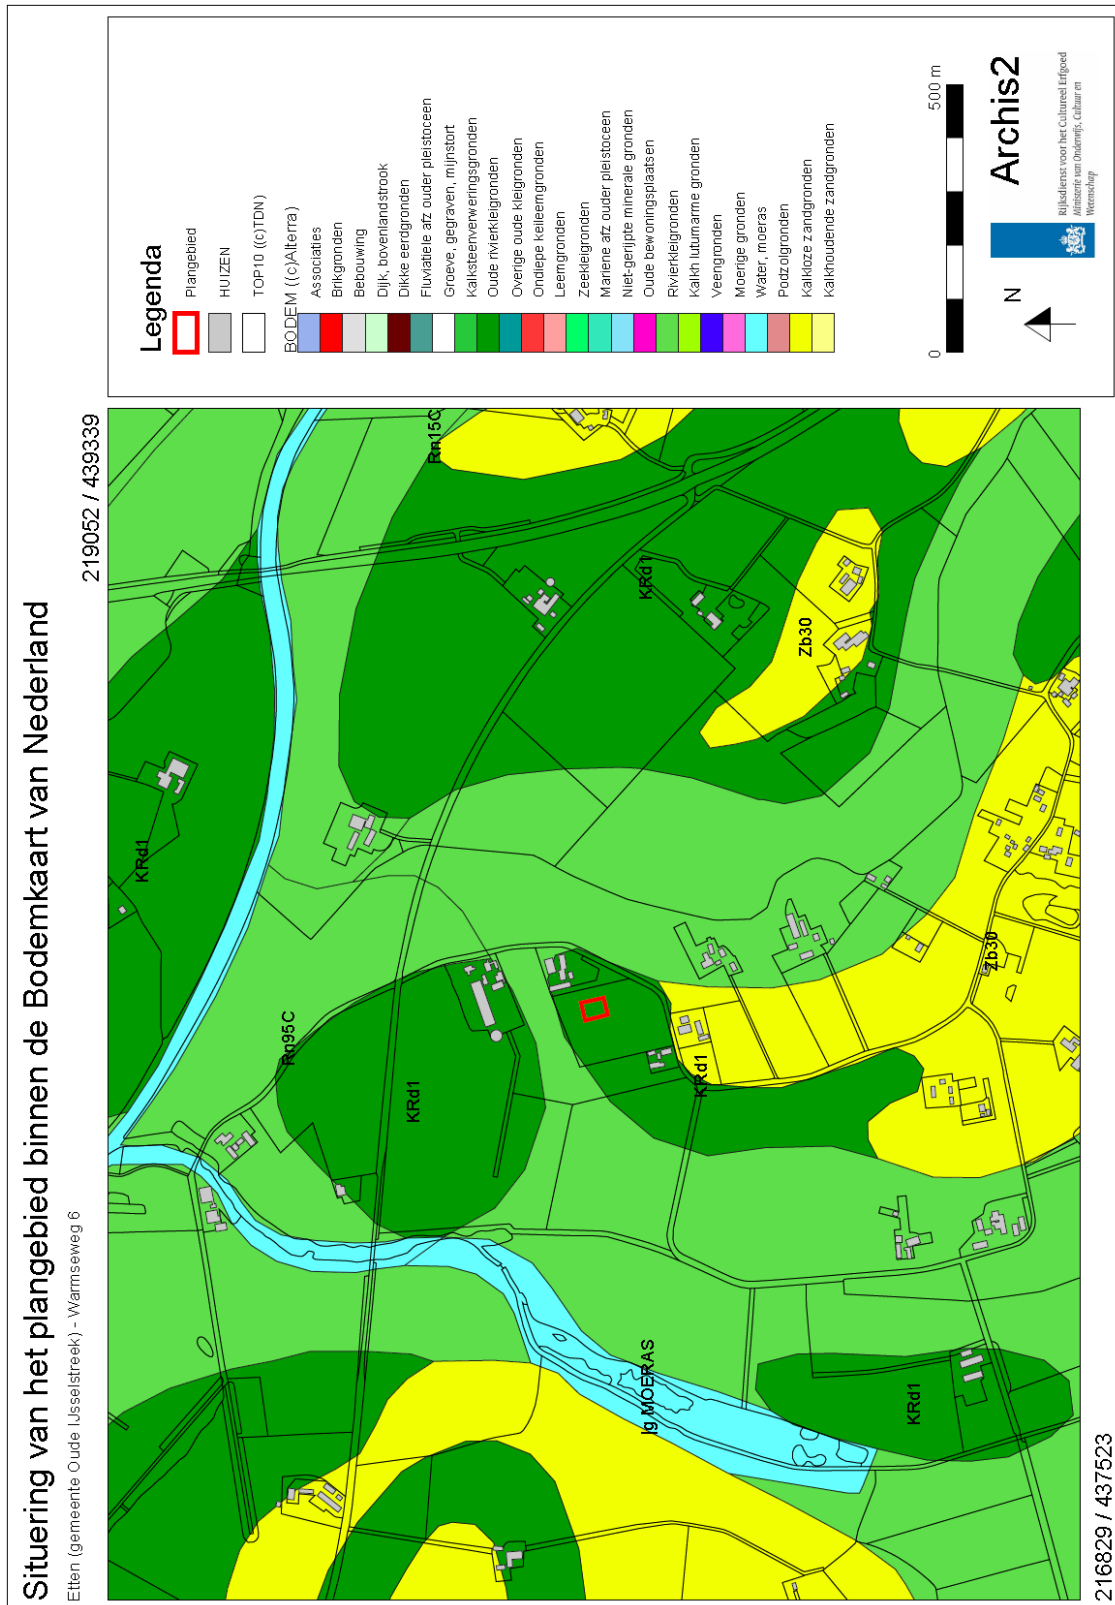 Situering van het plangebied binnen de Bodemkaart van Nederland
Etten (gemeente Oude IJsselstreek) - Warmseweg 6
219052 / 439339
KRd1
Rn95C
KRd1
Rn15C
KRd1
Zb30
KRd1
Zb30
lg MOERAS
KRd1
216829 / 437523
Legenda
Plangebied
HUIZEN
TOP10 ((c)TDN)
BODEM ((c)Alterra)
Associaties
Brikgronden
Bebouwing
Dijk, bovenlandstrook
Dikke eerdgronden
Fluviatiele afz ouder pleistoceen
Groeve, gegraven, mijnstort
Kalksteenverweringsgronden
Oude rivierkleigronden
Overige oude kleigronden
Ondiepe keileemgronden
Leemgronden
Zeekleigronden
Mariene afz ouder pleistoceen
Niet-gerijpte minerale gronden
Oude bewoningsplaatsen
Rivierkleigronden
Kalkh lutumarme gronden
Veengronden
Moerige gronden
Water, moeras
Podzolgronden
Kalkloze zandgronden
Kalkhoudende zandgronden
0
500 m
N
Archis2
Rijksdienst voor het Cultureel Erfgoed
Ministerie van Onderwijs, Cultuur en
Wetenschap